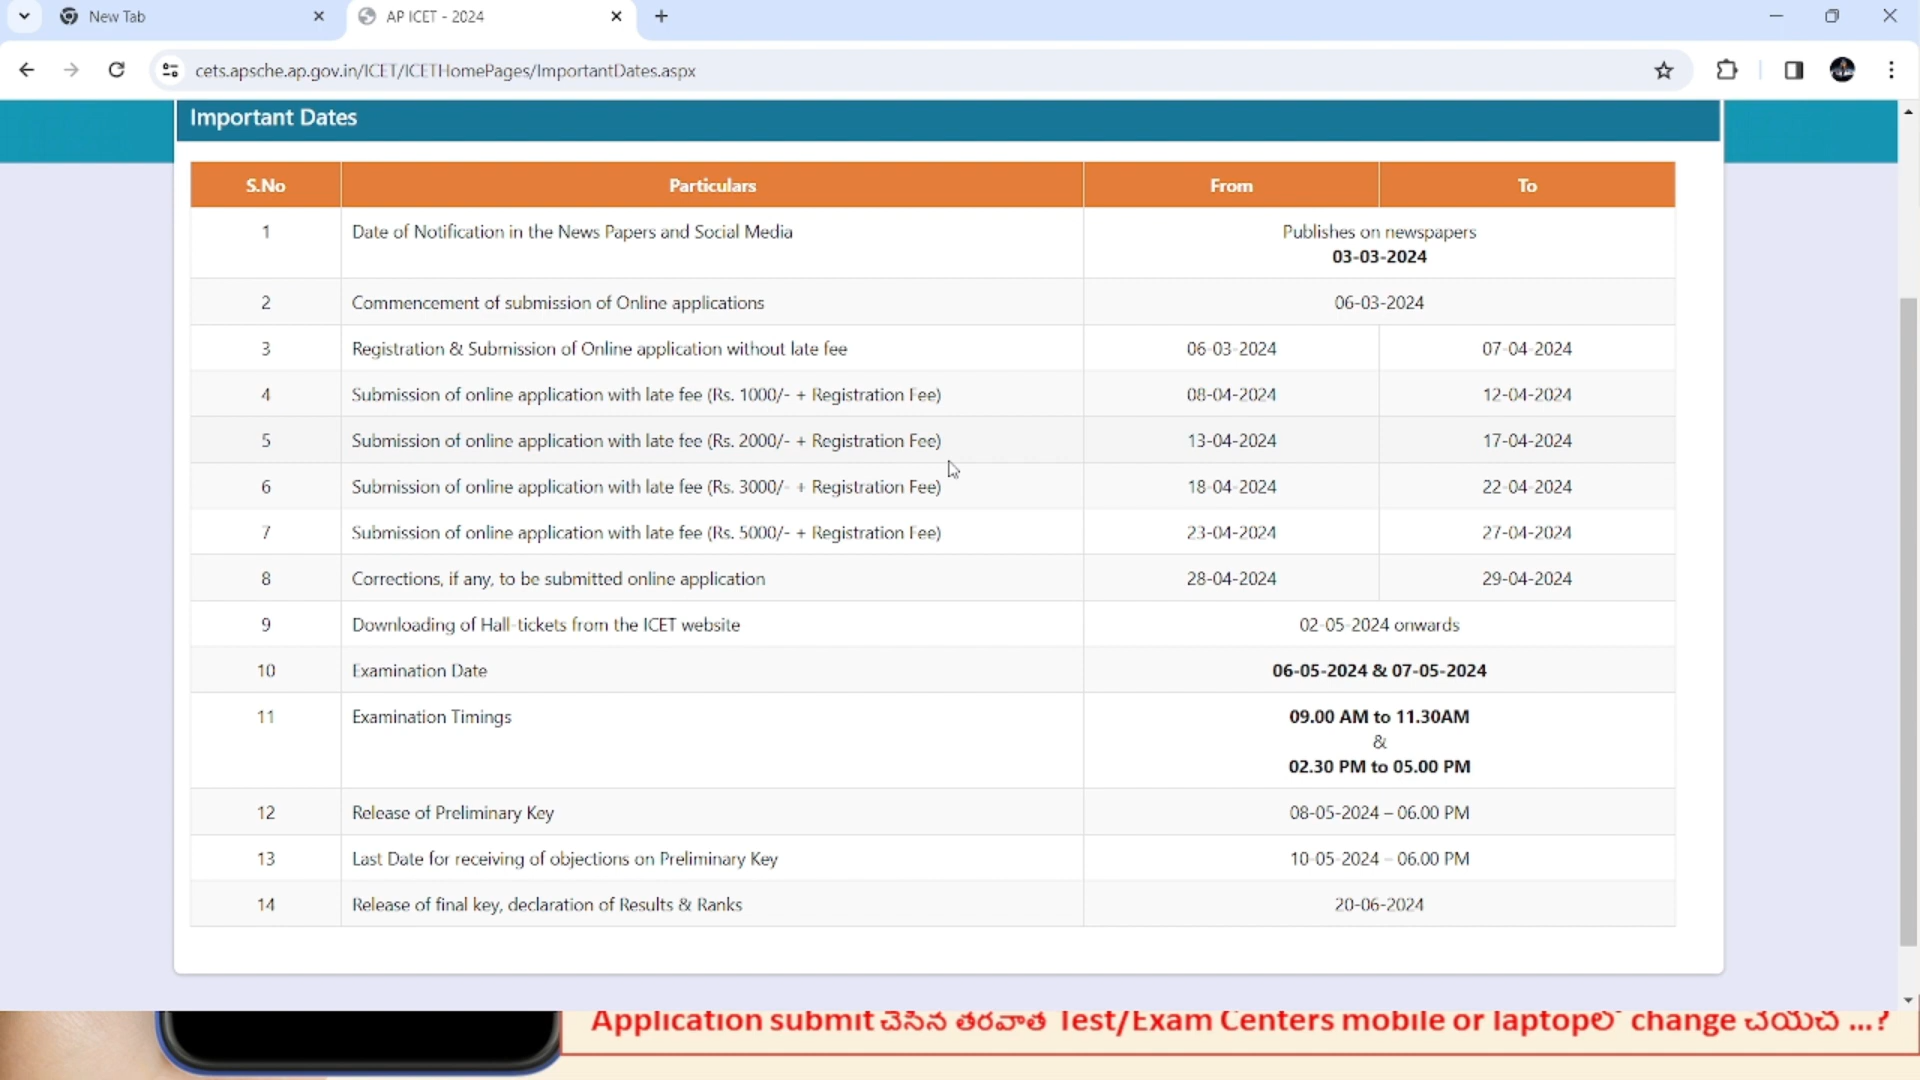 New Tab
AP ICET - 2024
cets.apsche.ap.gov.in/ICET/ICETHomePages/ImportantDates.aspx
Important Dates
S.No Particulars From To
1 Date of Notification in the News Papers and Social Media Publishes on newspapers
03-03-2024
2 Commencement of submission of Online applications 06-03-2024
3 Registration & Submission of Online application without late fee 06-03-2024 07-04-2024
4 Submission of online application with late fee (Rs. 1000/- + Registration Fee) 08-04-2024 12-04-2024
5 Submission of online application with late fee (Rs. 2000/- + Registration Fee) 13-04-2024 17-04-2024
6 Submission of online application with late fee (Rs. 3000/- + Registration Fee) 18-04-2024 22-04-2024
7 Submission of online application with late fee (Rs. 5000/- + Registration Fee) 23-04-2024 27-04-2024
8 Corrections, if any, to be submitted online application 28-04-2024 29-04-2024
9 Downloading of Hall-tickets from the ICET website 02-05-2024 onwards
10 Examination Date 06-05-2024 & 07-05-2024
11 Examination Timings 09.00 AM to 11.30AM
&
02.30 PM to 05.00 PM
12 Release of Preliminary Key 08-05-2024 – 06.00 PM
13 Last Date for receiving of objections on Preliminary Key 10-05-2024 – 06.00 PM
14 Release of final key, declaration of Results & Ranks 20-06-2024
Application submit చేసిన తరవాత Test/Exam Centers mobile or laptopలో change చేయచ ...?